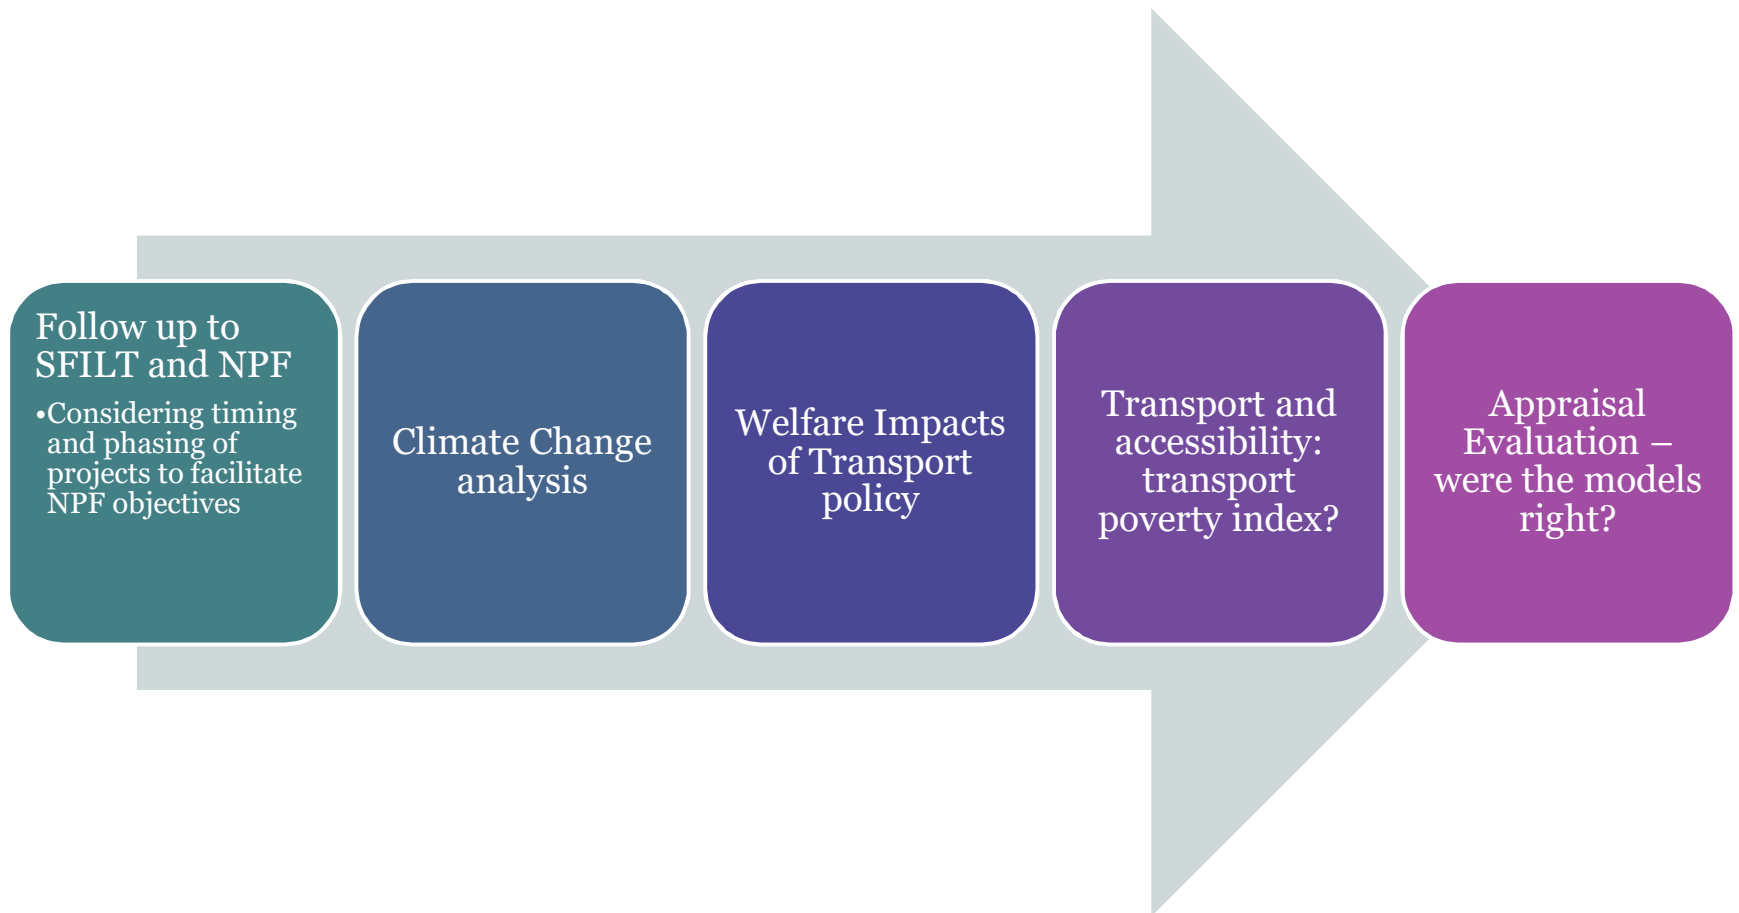 Follow up to
SFILT and NPF
•Considering timing
and phasing of
projects to facilitate
NPF objectives
Climate Change
analysis
Welfare Impacts
of Transport
policy
Transport and
accessibility:
transport
poverty index?
Appraisal
Evaluation –
were the models
right?